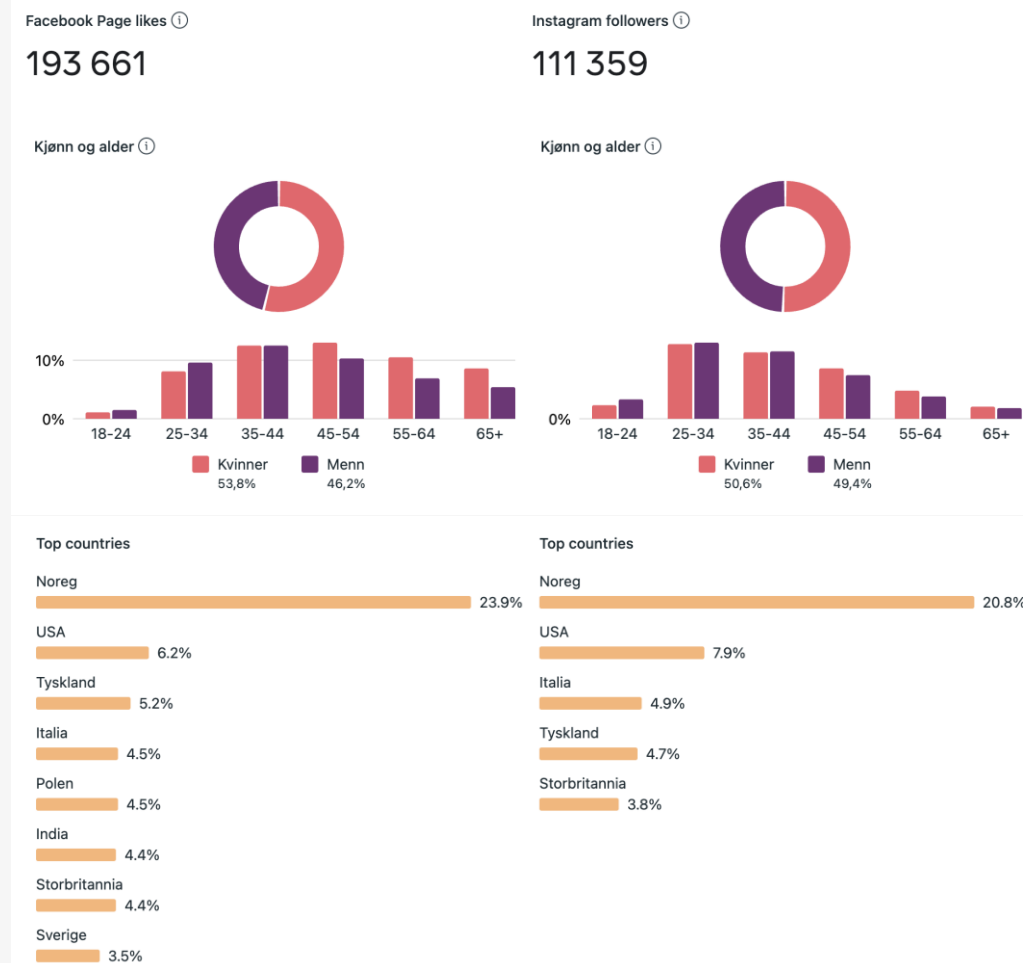 Facebook Page likes
193 661
Kjønn og alder
10%
0%
18-24 25-34 35-44 45-54 55-64 65+
Kvinner Menn
53,8% 46,2%
Instagram followers
111 359
Kjønn og alder
0%
18-24 25-34 35-44 45-54 55-64 65+
Kvinner Menn
50,6% 49,4%
Top countries
Noreg
23.9%
USA
6.2%
Tyskland
5.2%
Italia
4.5%
Polen
4.5%
India
4.4%
Storbritannia
4.4%
Sverige
3.5%
Top countries
Noreg
20.8%
USA
7.9%
Italia
4.9%
Tyskland
4.7%
Storbritannia
3.8%